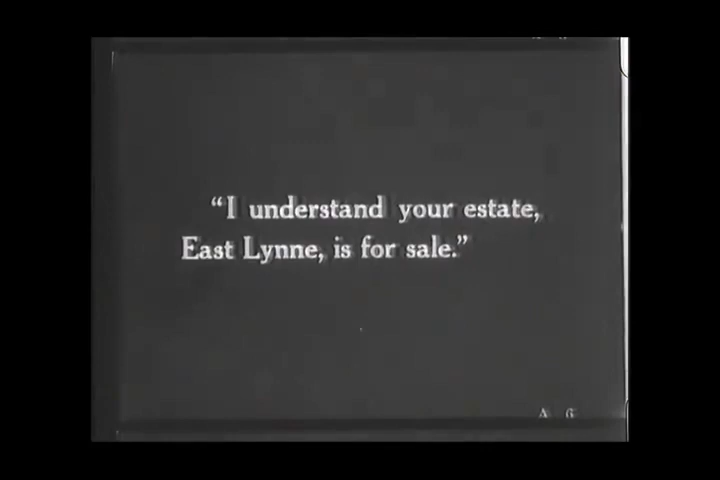 "I understand your estate,
East Lynne, is for sale."
A G